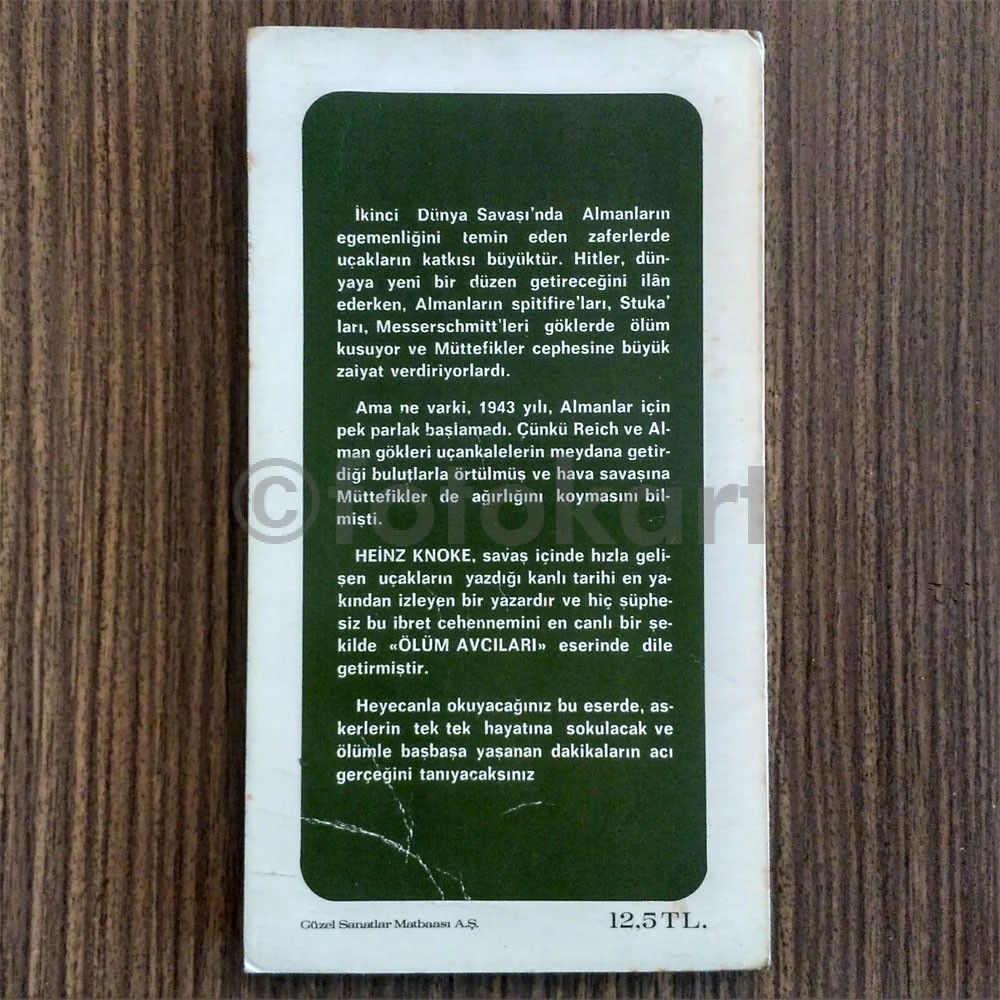 İkinci Dünya Savaşı'nda Almanların
egemenliğini temin eden zaferlerde
uçakların katkısı büyüktür. Hitler, dün-
yaya yeni bir düzen getireceğini ilân
ederken, Almanların spitifire'ları, Stuka'
ları, Messerschmitt'leri göklerde ölüm
kusuyor ve Müttefikler cephesine büyük
zaiyat verdiriyorlardı.
Ama ne varki, 1943 yılı, Almanlar için
pek parlak başlamadı. Çünkü Reich ve Al-
man gökleri uçankalelelerin meydana getir-
diği bulutlarla örtülmüş ve hava savaşına
Müttefikler de ağırlığını koymasını bil-
mişti.
©fotokart
HEİNZ KNOKE, savaş içinde hızla geli-
şen uçakların yazdığı kanlı tarihi en ya-
kından izleyen bir yazardır ve hiç şüphe-
siz bu ibret cehennemini en canlı bir şe-
kilde «ÖLÜM AVCILARI» eserinde dile
getirmiştir.
Heyecanla okuyacağınız bu eserde, as-
kerlerin tek tek hayatına sokulacak ve
ölümle başbaşa yaşanan dakikaların acı
gerçeğini tanıyacaksınız
Güzel Sanatlar Matbaası A.Ş.
12,5 TL.